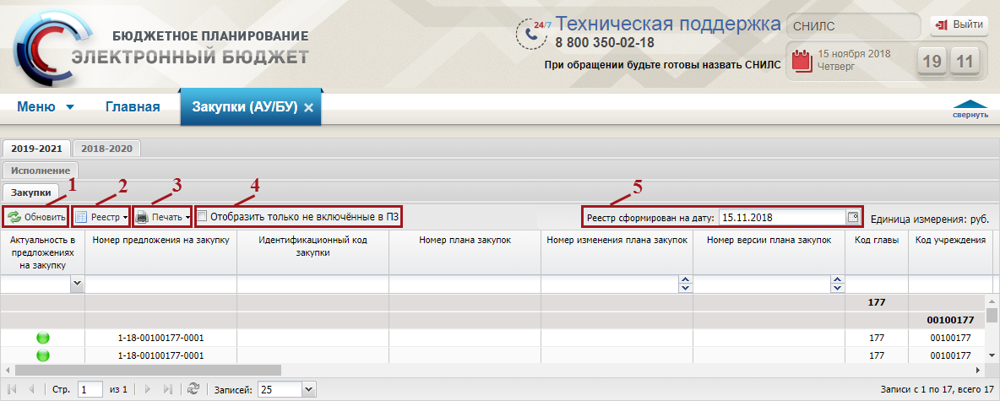 БЮДЖЕТНОЕ ПЛАНИРОВАНИЕ
ЭЛЕКТРОННЫЙ БЮДЖЕТ
24/7 Техническая поддержка
8 800 350-02-18
При обращении будьте готовы назвать СНИЛС
СНИЛС
Выйти
15 ноября 2018
Четверг
19 11
Меню Главная Закупки (АУ/БУ)
свернуть
2019-2021 2018-2020
Исполнение
Закупки
1 2 3 4 5
Обновить Реестр Печать Отобразить только не включённые в ПЗ Реестр сформирован на дату: 15.11.2018 Единица измерения: руб.
Актуальность в предложениях на закупку Номер предложения на закупку Идентификационный код закупки Номер плана закупок Номер изменения плана закупок Номер версии плана закупок Код главы Код учреждения
177
00100177
1-18-00100177-0001 177 00100177
1-18-00100177-0001 177 00100177
Стр. 1 из 1 Записей: 25 Записи с 1 по 17, всего 17